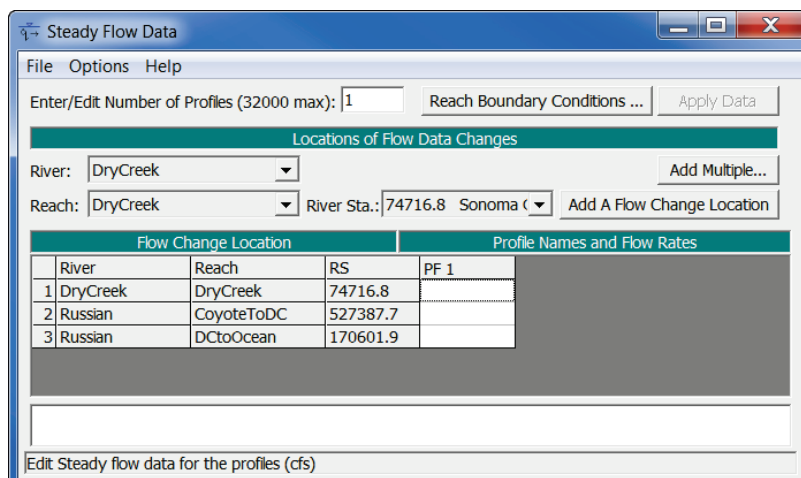 Steady Flow Data
File Options Help
Enter/Edit Number of Profiles (32000 max): 1 Reach Boundary Conditions ... Apply Data
Locations of Flow Data Changes
River: DryCreek Add Multiple...
Reach: DryCreek River Sta.: 74716.8 Sonoma Add A Flow Change Location
Flow Change Location Profile Names and Flow Rates
River Reach RS PF 1
1 DryCreek DryCreek 74716.8
2 Russian CoyoteToDC 527387.7
3 Russian DCtoOcean 170601.9
Edit Steady flow data for the profiles (cfs)